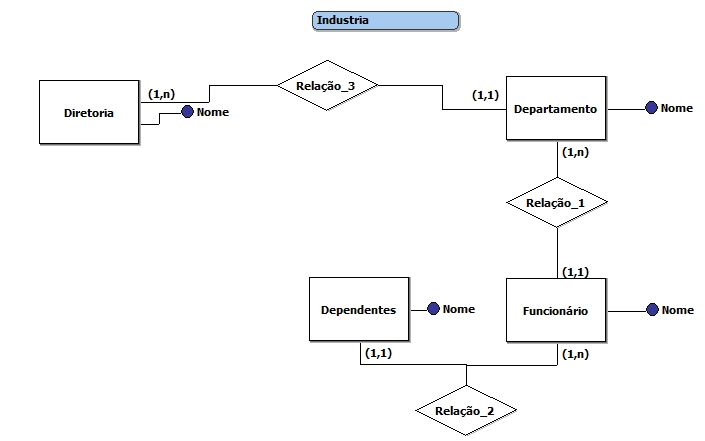 Industria
Relação_3
(1,n)
(1,1)
Diretoria
Nome
Departamento
Nome
(1,n)
Relação_1
(1,1)
Dependentes
Nome
Funcionário
Nome
(1,1)
(1,n)
Relação_2